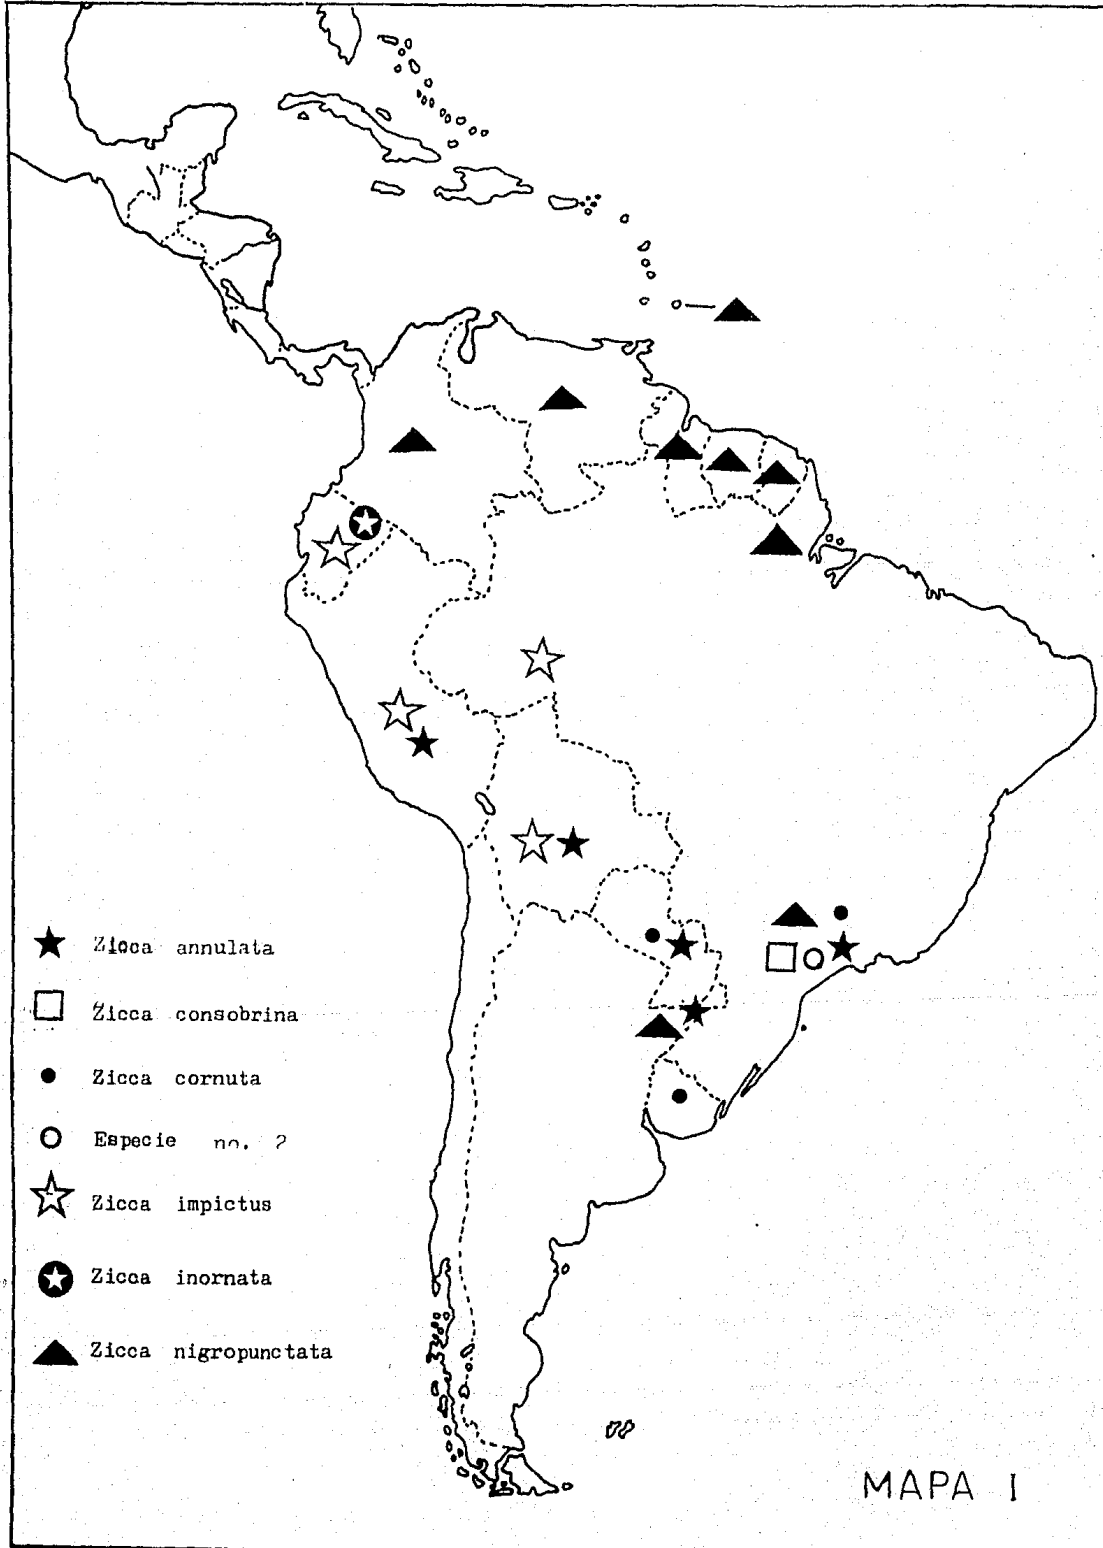 Zicca annulata
Zicca consobrina
Zicca cornuta
Especie no. 2
Zicca impictus
Zicca inornata
Zicca nigropunctata
MAPA I